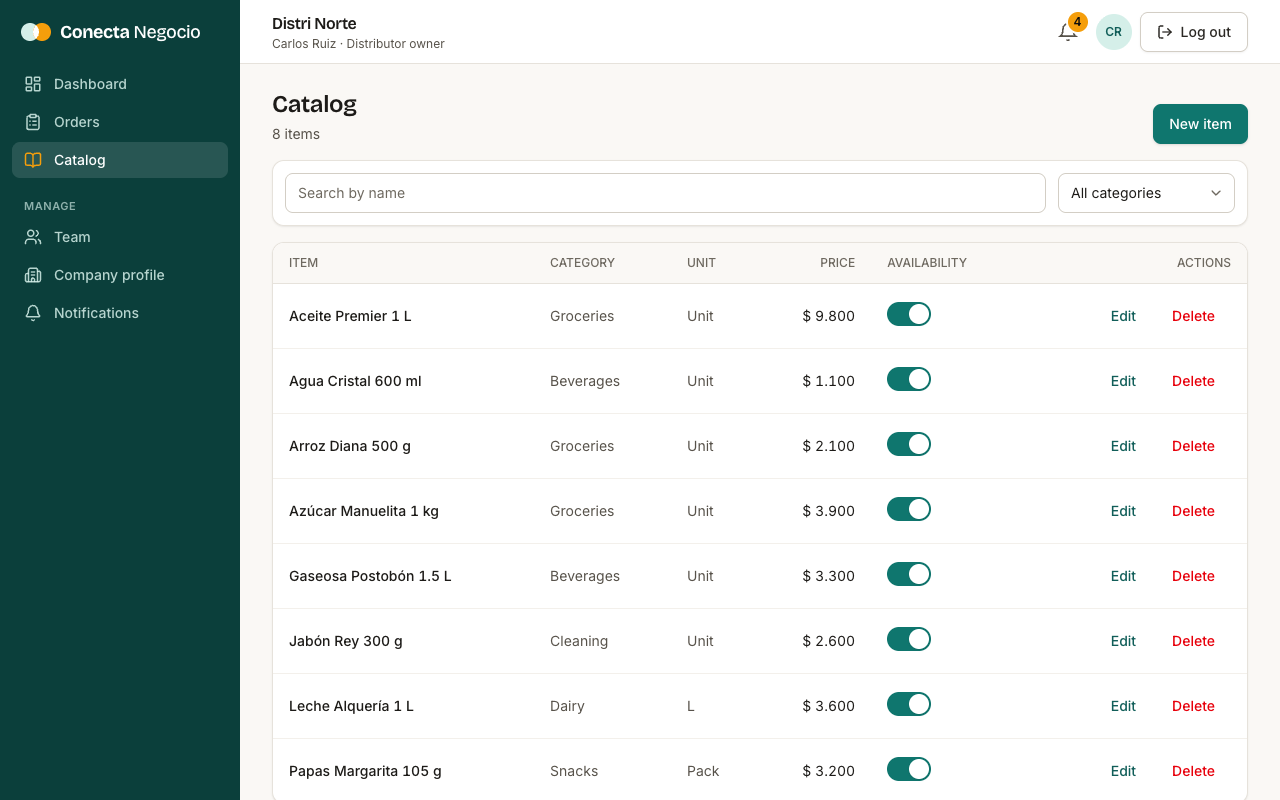 Conecta Negocio
Dashboard
Orders
Catalog
MANAGE
Team
Company profile
Notifications
Distri Norte
Carlos Ruiz · Distributor owner
4
CR
Log out
Catalog
8 items
New item
Search by name
All categories
ITEM CATEGORY UNIT PRICE AVAILABILITY ACTIONS
Aceite Premier 1 L Groceries Unit $ 9.800 Edit Delete
Agua Cristal 600 ml Beverages Unit $ 1.100 Edit Delete
Arroz Diana 500 g Groceries Unit $ 2.100 Edit Delete
Azúcar Manuelita 1 kg Groceries Unit $ 3.900 Edit Delete
Gaseosa Postobón 1.5 L Beverages Unit $ 3.300 Edit Delete
Jabón Rey 300 g Cleaning Unit $ 2.600 Edit Delete
Leche Alquería 1 L Dairy L $ 3.600 Edit Delete
Papas Margarita 105 g Snacks Pack $ 3.200 Edit Delete